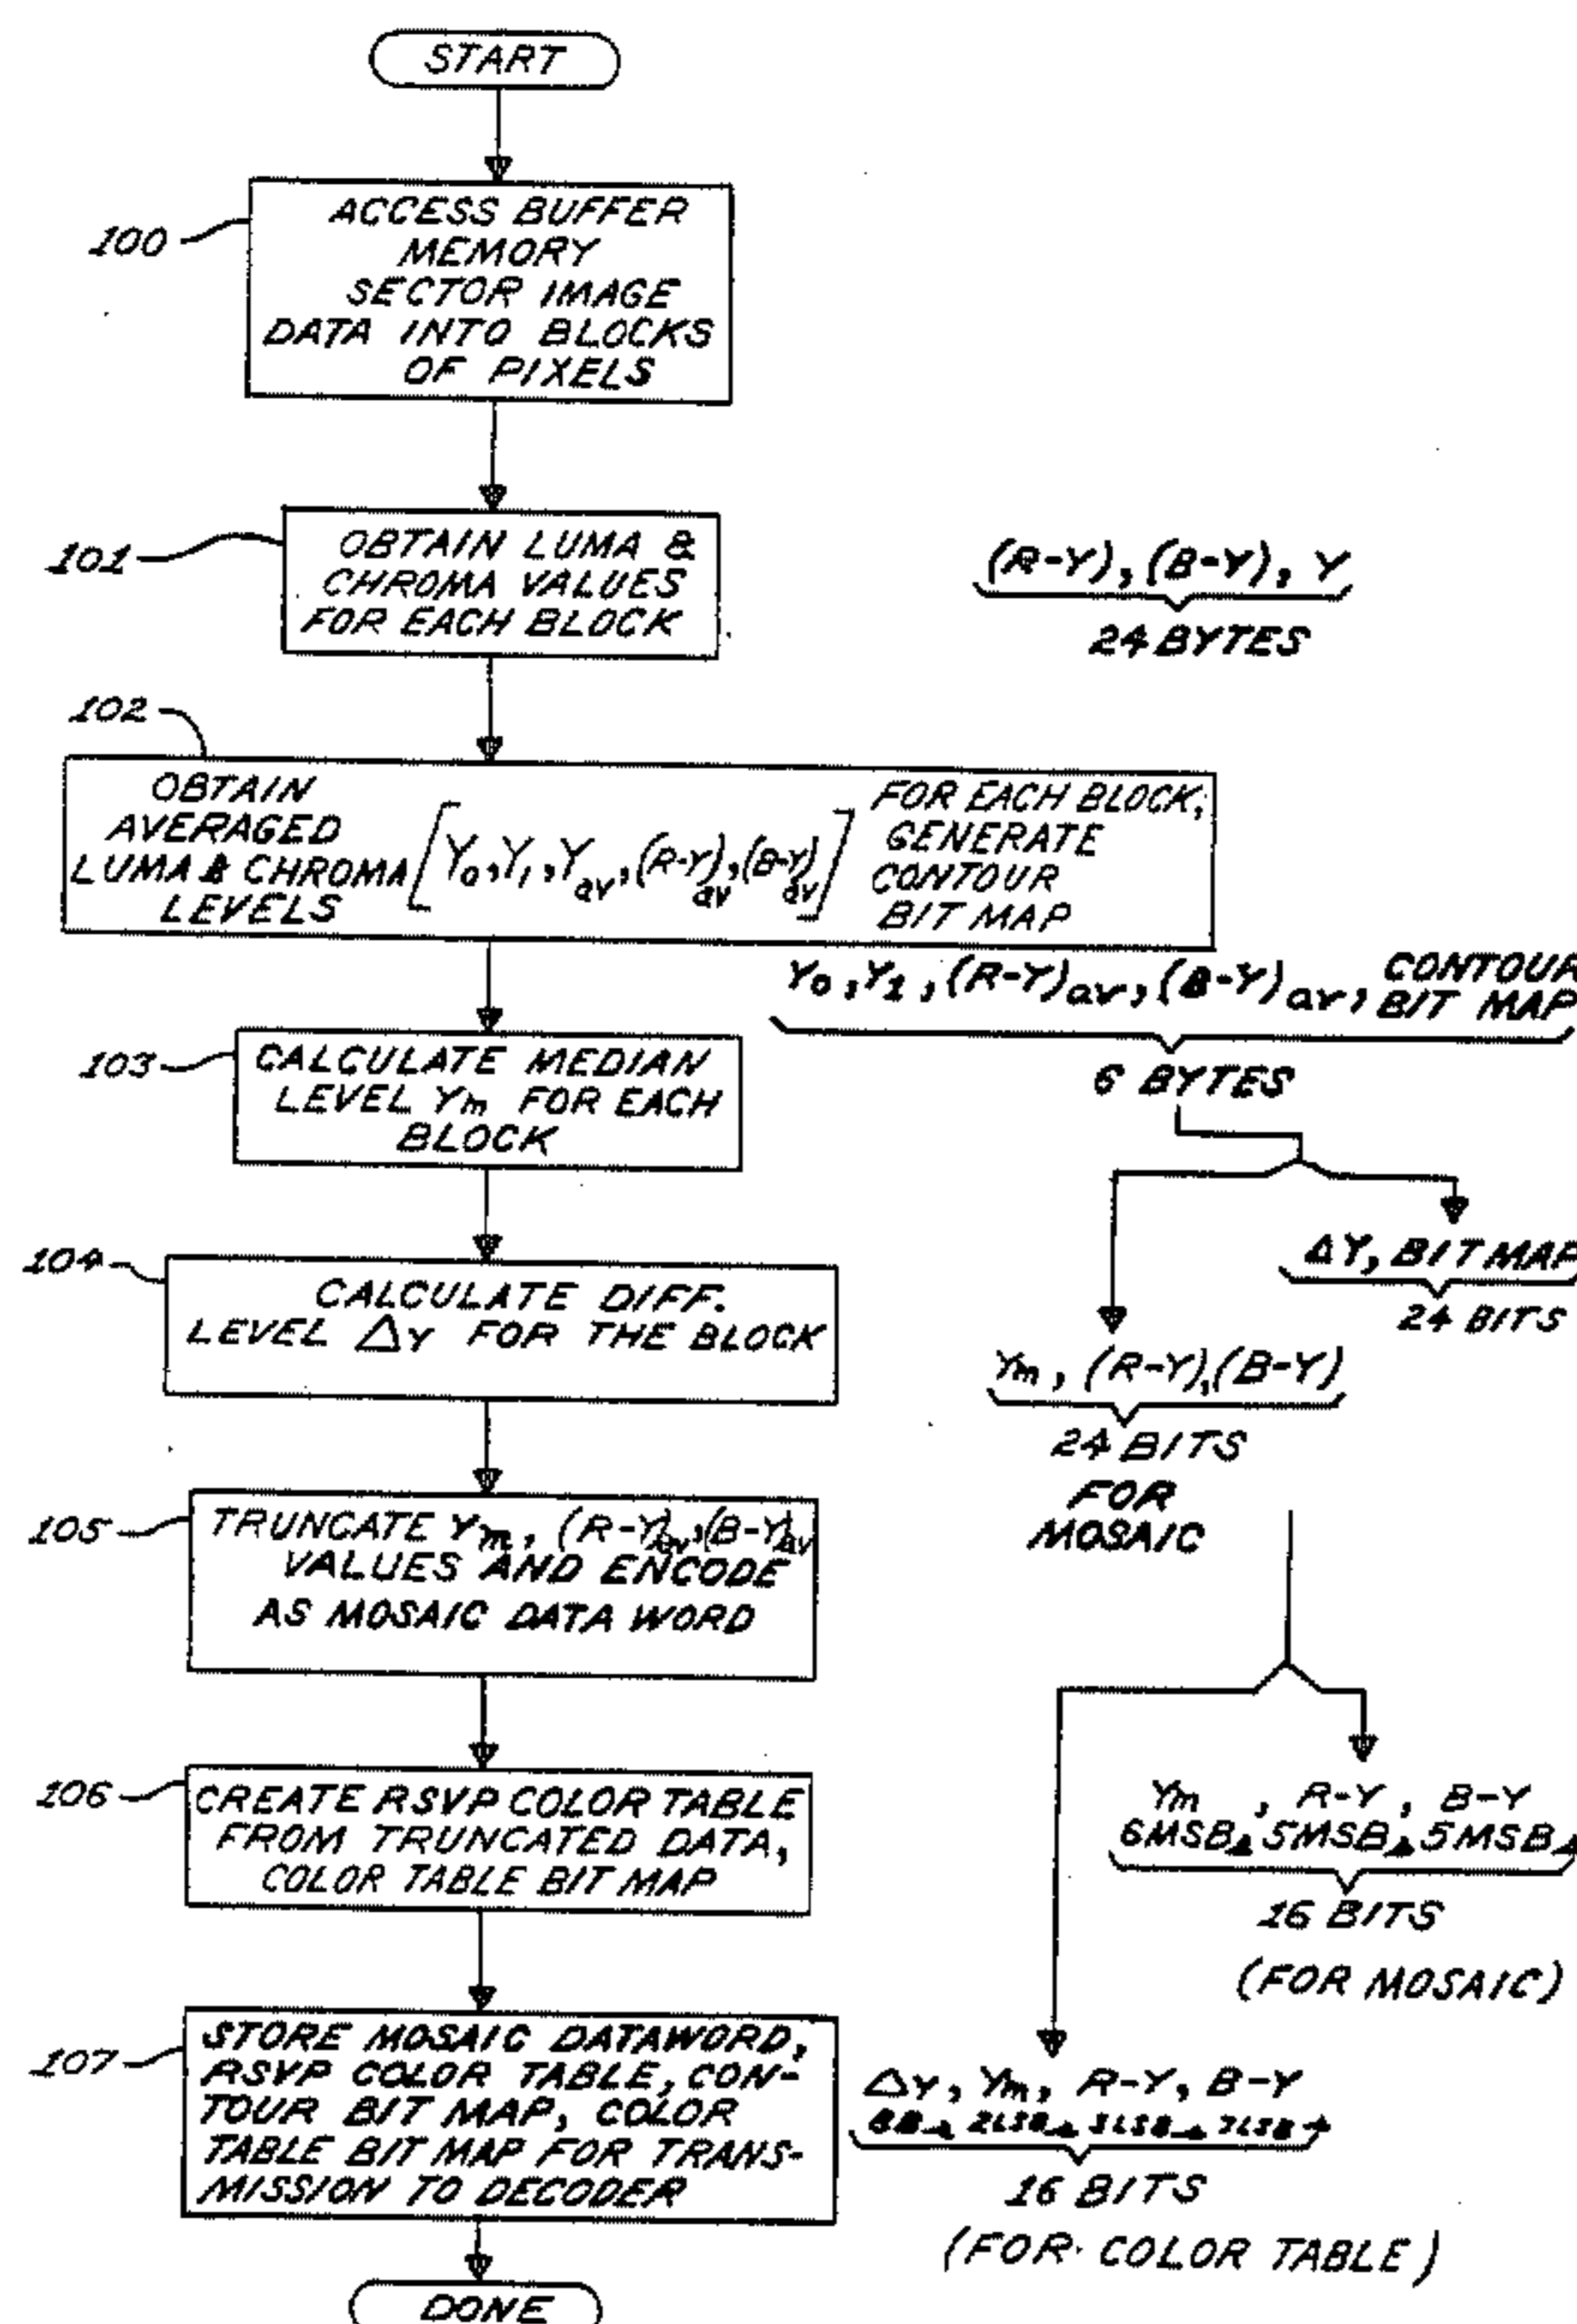 START
100
ACCESS BUFFER
MEMORY
SECTOR IMAGE
DATA INTO BLOCKS
OF PIXELS
101
OBTAIN LUMA &
CHROMA VALUES
FOR EACH BLOCK
(R-Y), (B-Y), Y
24 BYTES
102
OBTAIN
AVERAGED
LUMA & CHROMA
LEVELS
[Y0, Y1, Yav, (R-Y)av, (B-Y)av]
FOR EACH BLOCK,
GENERATE
CONTOUR
BIT MAP
Y0, Y1, (R-Y)av, (B-Y)av, CONTOUR
BIT MAP
6 BYTES
103
CALCULATE MEDIAN
LEVEL Ym FOR EACH
BLOCK
ΔY, BIT MAP
24 BITS
104
CALCULATE DIFF.
LEVEL ΔY FOR THE BLOCK
Ym, (R-Y), (B-Y)
24 BITS
FOR
MOSAIC
105
TRUNCATE Ym, (R-Y)av, (B-Y)av
VALUES AND ENCODE
AS MOSAIC DATA WORD
106
CREATE RSVP COLOR TABLE
FROM TRUNCATED DATA,
COLOR TABLE BIT MAP
Ym, R-Y, B-Y
6MSBs 5MSBs 5MSBs
16 BITS
(FOR MOSAIC)
107
STORE MOSAIC DATAWORD,
RSVP COLOR TABLE, CON-
TOUR BIT MAP, COLOR
TABLE BIT MAP FOR TRANS-
MISSION TO DECODER
ΔY, Ym, R-Y, B-Y
2LSBs 3LSBs
16 BITS
(FOR COLOR TABLE)
DONE